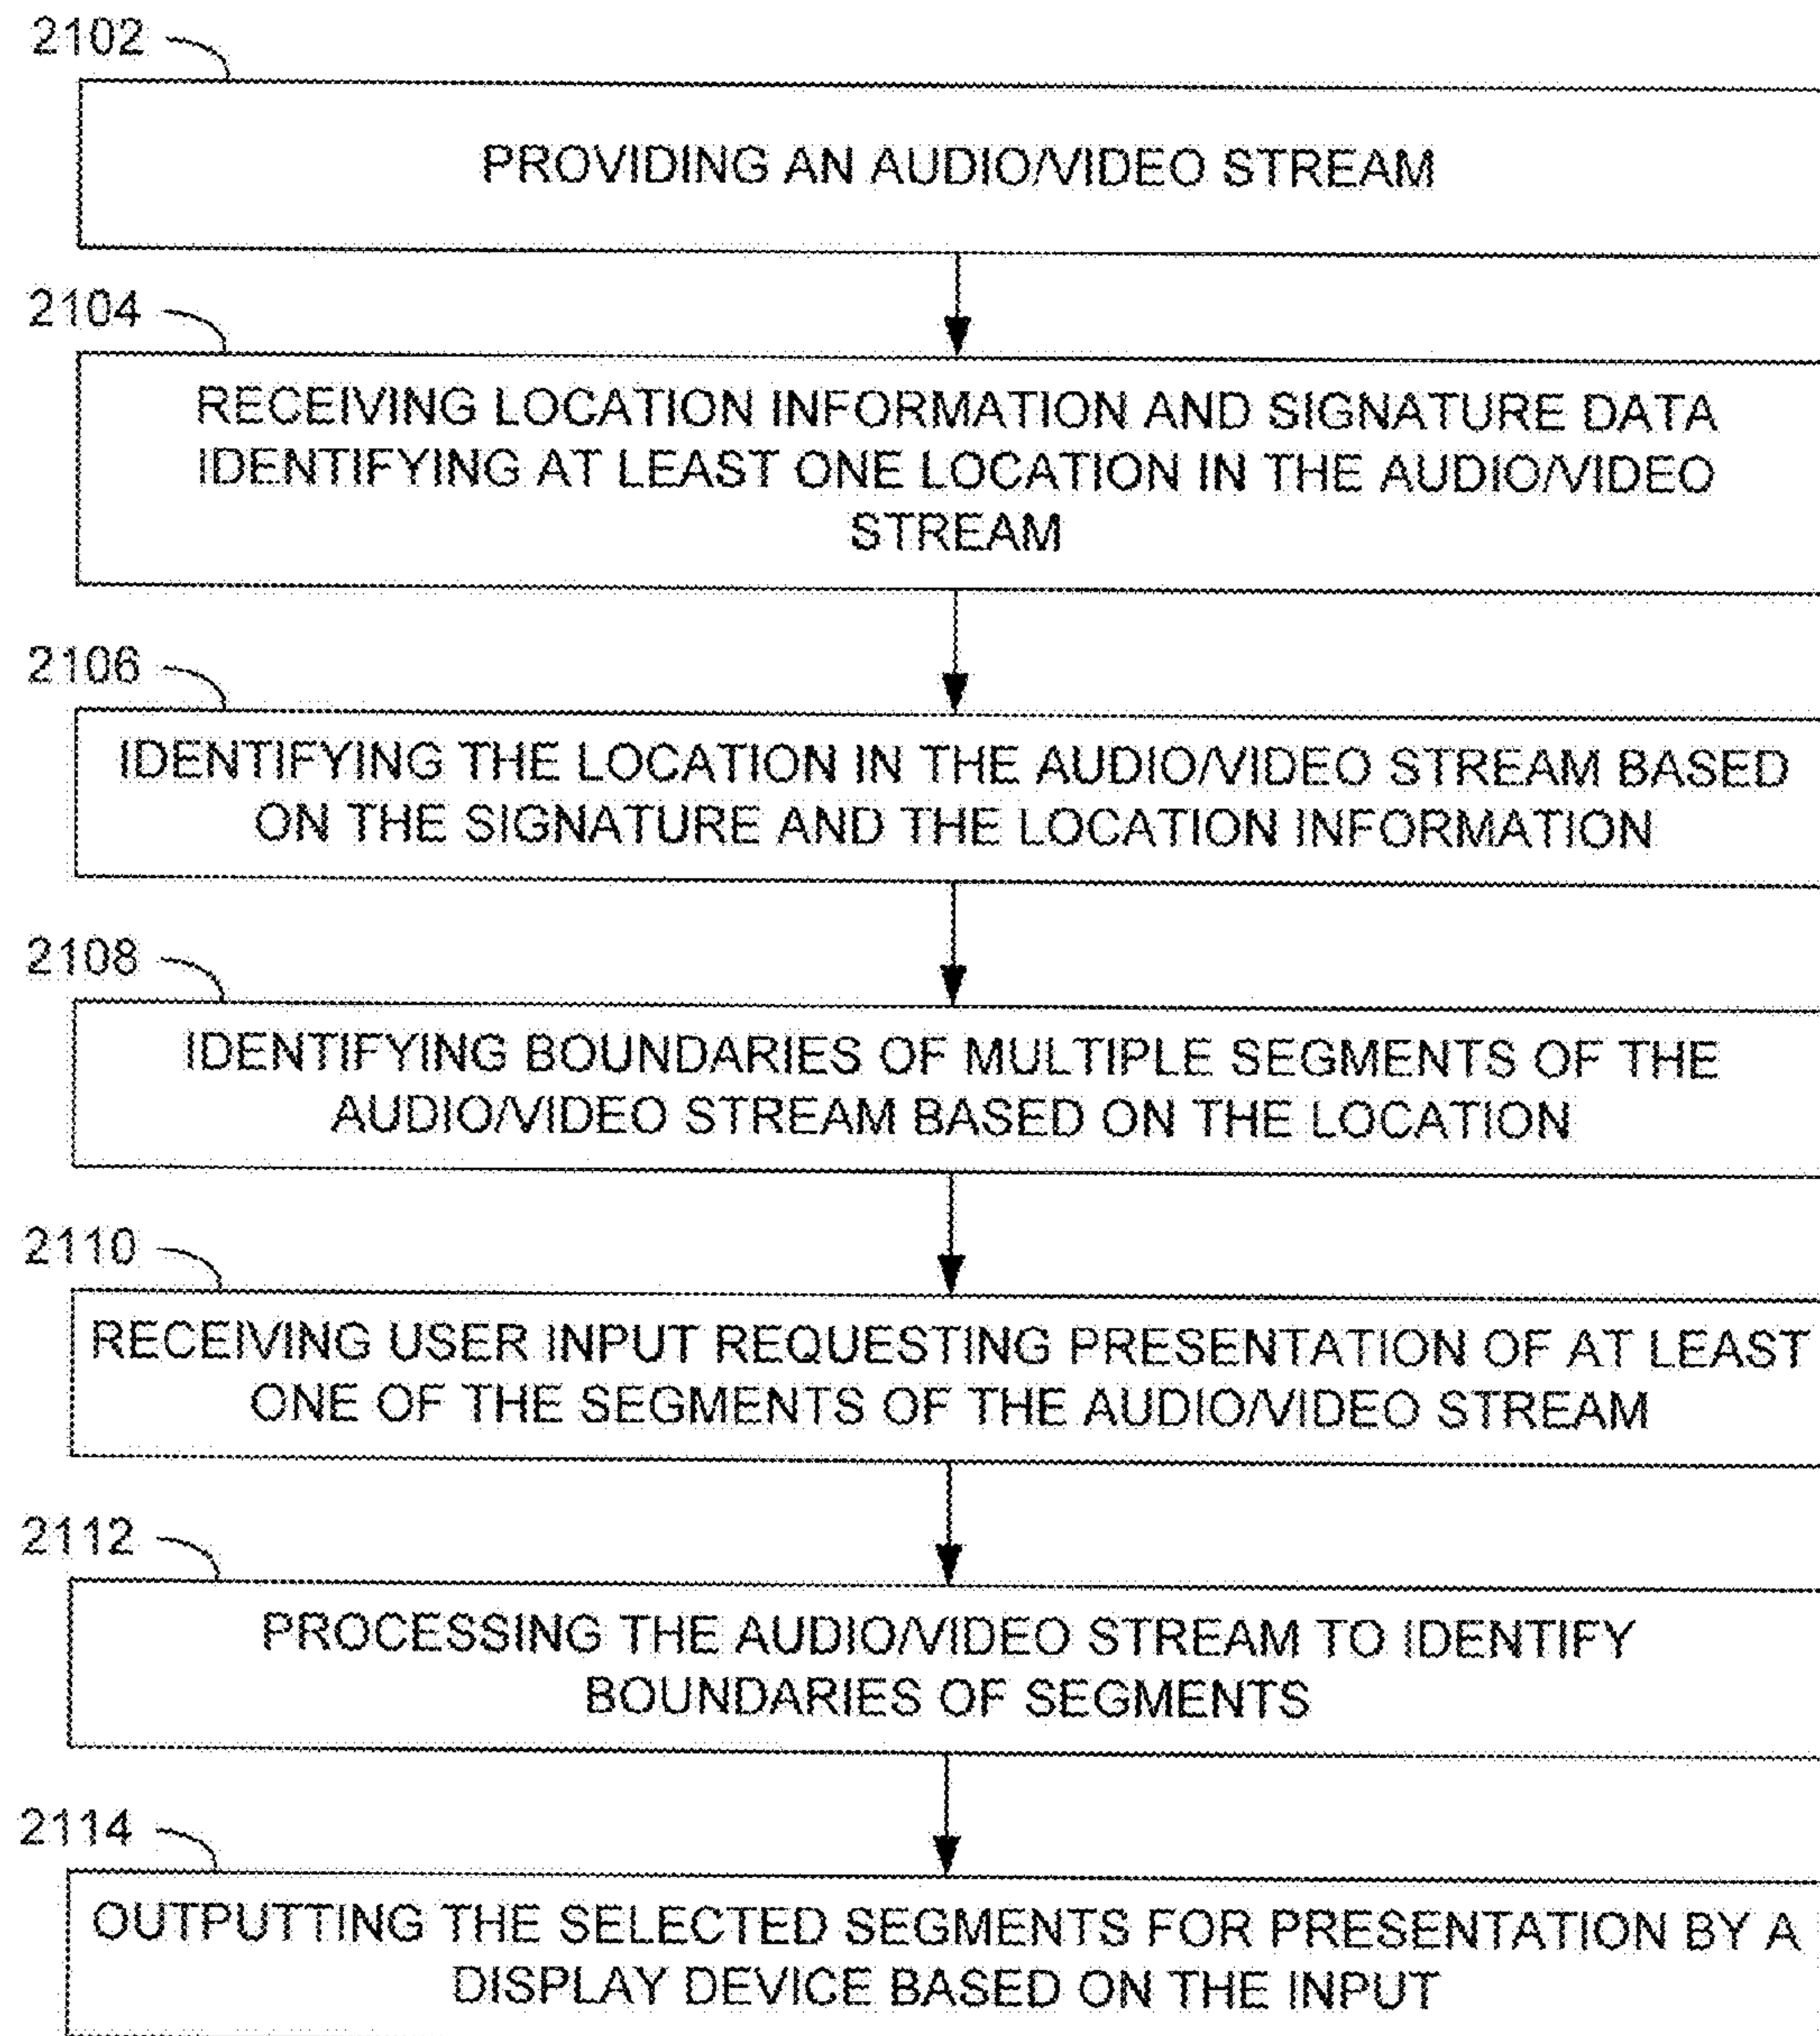 2102
PROVIDING AN AUDIO/VIDEO STREAM
2104
RECEIVING LOCATION INFORMATION AND SIGNATURE DATA
IDENTIFYING AT LEAST ONE LOCATION IN THE AUDIO/VIDEO
STREAM
2106
IDENTIFYING THE LOCATION IN THE AUDIO/VIDEO STREAM BASED
ON THE SIGNATURE AND THE LOCATION INFORMATION
2108
IDENTIFYING BOUNDARIES OF MULTIPLE SEGMENTS OF THE
AUDIO/VIDEO STREAM BASED ON THE LOCATION
2110
RECEIVING USER INPUT REQUESTING PRESENTATION OF AT LEAST
ONE OF THE SEGMENTS OF THE AUDIO/VIDEO STREAM
2112
PROCESSING THE AUDIO/VIDEO STREAM TO IDENTIFY
BOUNDARIES OF SEGMENTS
2114
OUTPUTTING THE SELECTED SEGMENTS FOR PRESENTATION BY A
DISPLAY DEVICE BASED ON THE INPUT